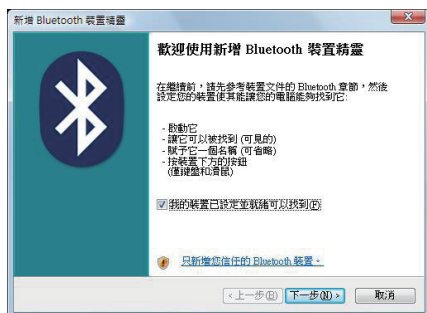 新增 Bluetooth 裝置精靈
歡迎使用新增 Bluetooth 裝置精靈
在繼續前，請先參考裝置文件的 Bluetooth 章節，然後
設定您的裝置使其能讓您的電腦能夠找到它:
- 啟動它
- 讓它可以被找到 (可見的)
- 賦予它一個名稱 (可省略)
- 按裝置下方的按鈕
(僅鍵盤和滑鼠)
我的裝置已設定並就緒可以找到(F)
只新增您信任的 Bluetooth 裝置。
<上一步(B)
下一步(N) >
取消